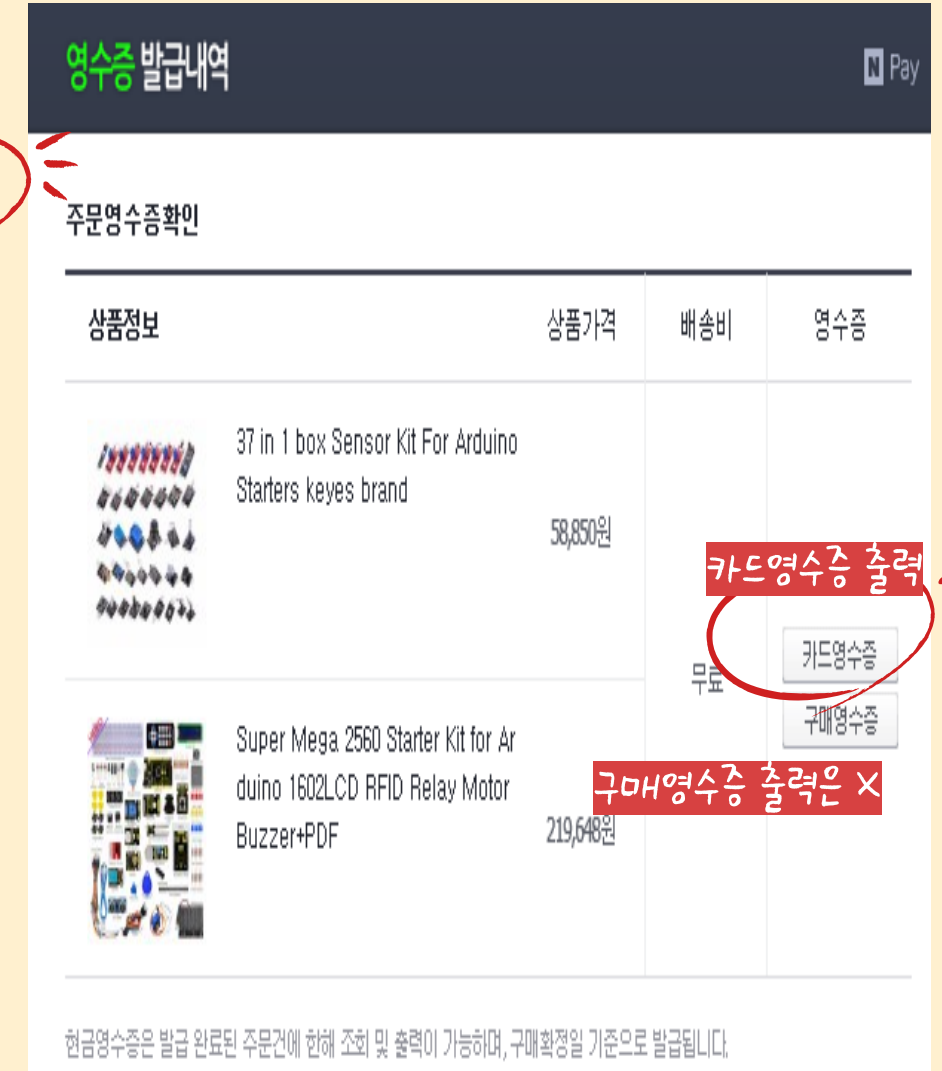 영수증 발급내역
N Pay
주문영수증확인
상품정보 상품가격 배송비 영수증
37 in 1 box Sensor Kit For Arduino
Starters keyes brand
58,850원
카드영수증 출력
카드영수증
무료
구매영수증
Super Mega 2560 Starter Kit for Ar
duino 1602LCD RFID Relay Motor
Buzzer+PDF
구매영수증 출력은 X
219,648원
현금영수증은 발급 완료된 주문건에 한해 조회 및 출력이 가능하며, 구매확정일 기준으로 발급됩니다.